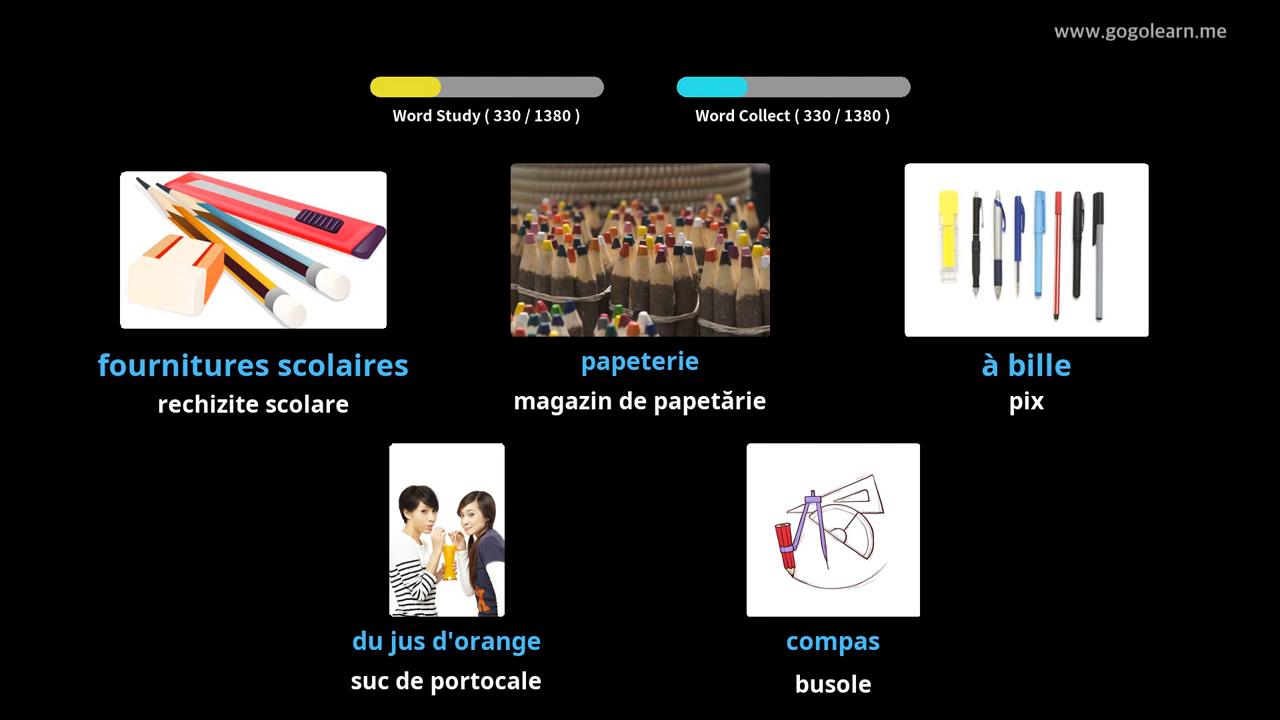 www.gogolearn.me
Word Study ( 330 / 1380 )
Word Collect ( 330 / 1380 )
fournitures scolaires
rechizite scolare
papeterie
magazin de papetărie
à bille
pix
du jus d'orange
suc de portocale
compas
busole